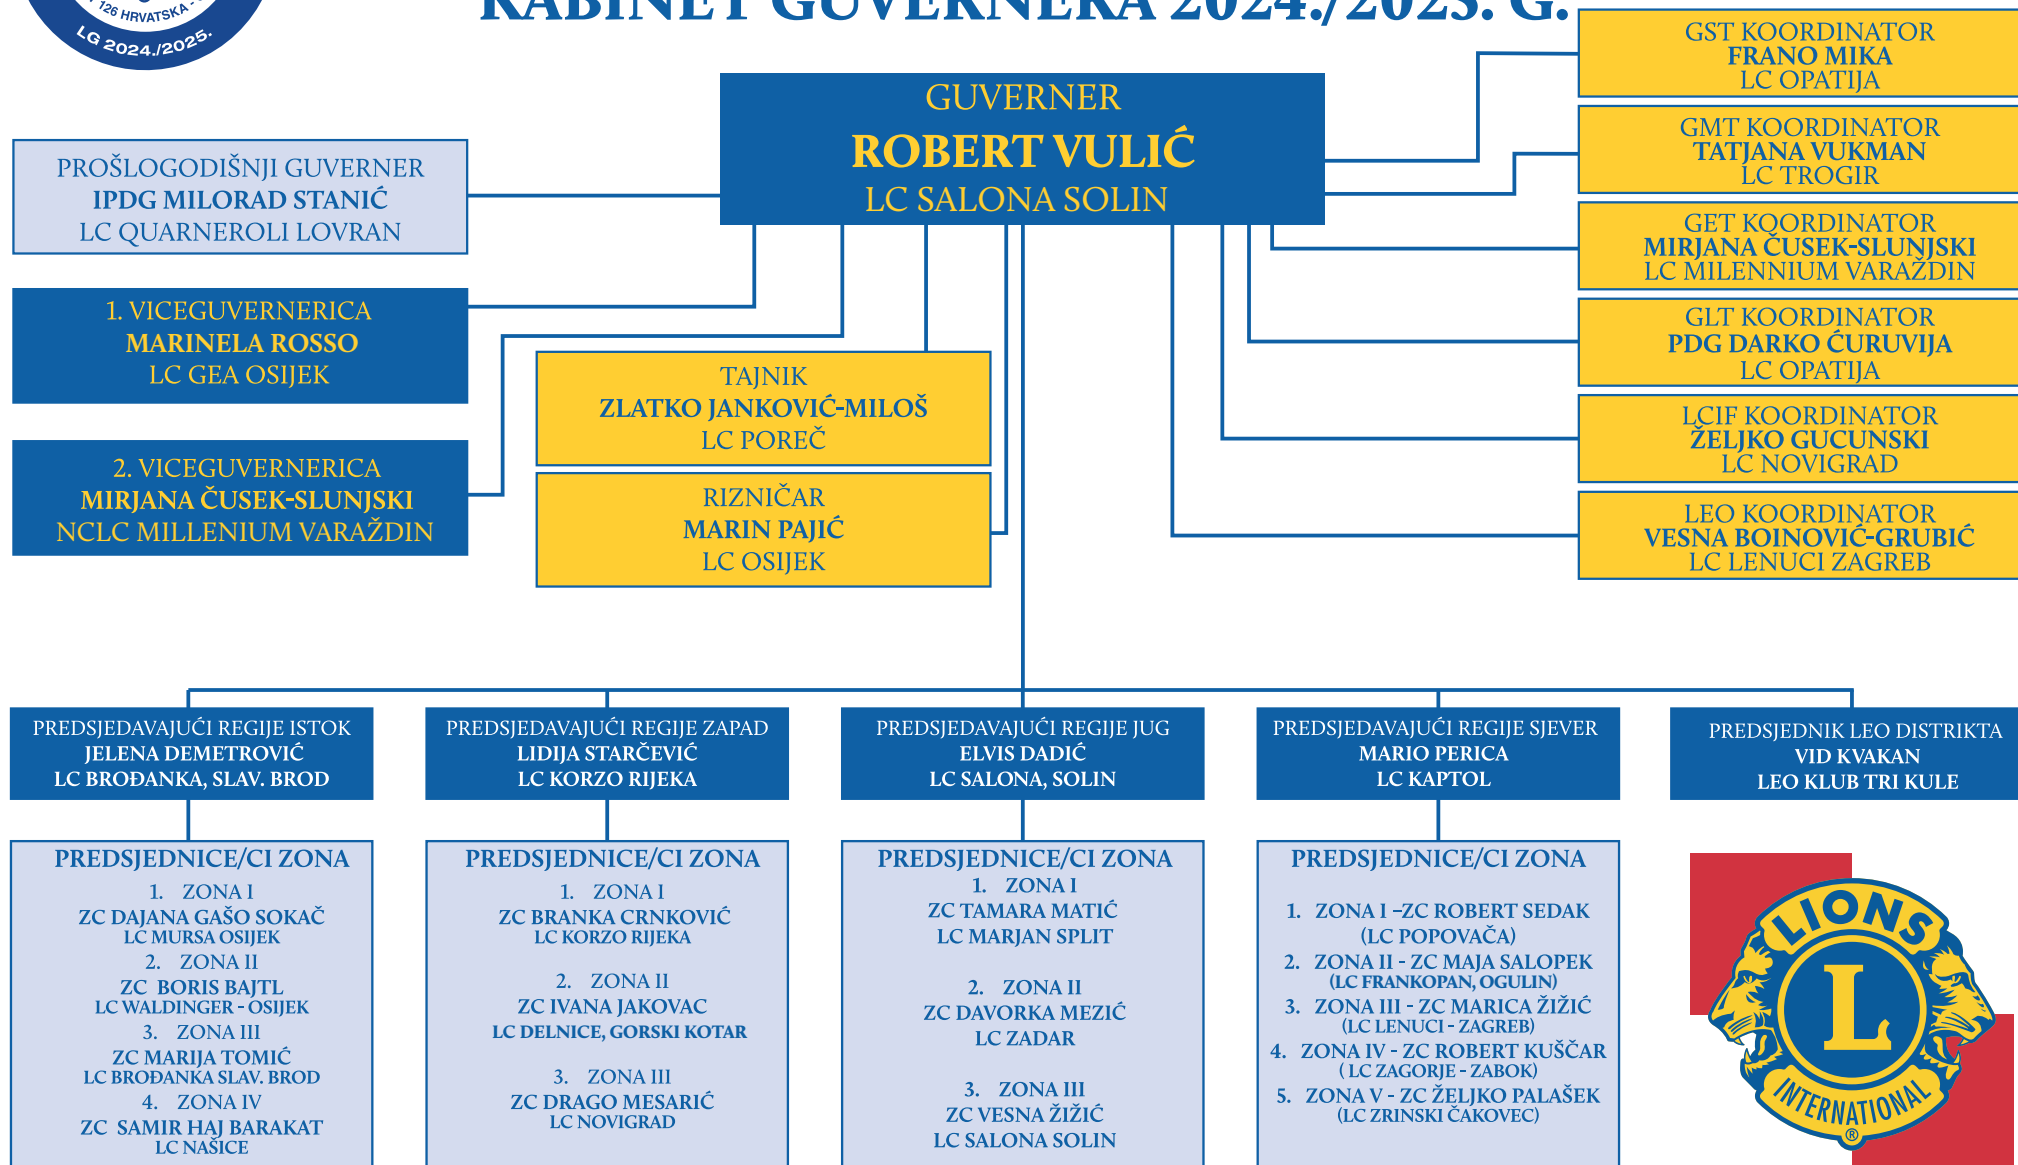 KABINET GUVERNERA 2024./2025. G.
126 HRVATSKA
LG 2024./2025.
GUVERNER
ROBERT VULIĆ
LC SALONA SOLIN
PROŠLOGODIŠNJI GUVERNER
IPDG MILORAD STANIĆ
LC QUARNEROLI LOVRAN
1. VICEGUVERNERICA
MARINELA ROSSO
LC GEA OSIJEK
2. VICEGUVERNERICA
MIRJANA ČUSEK-SLUNJSKI
NCLC MILLENIUM VARAŽDIN
TAJNIK
ZLATKO JANKOVIĆ-MILOŠ
LC POREČ
RIZNIČAR
MARIN PAJIĆ
LC OSIJEK
GST KOORDINATOR
FRANO MIKA
LC OPATIJA
GMT KOORDINATOR
TATJANA VUKMAN
LC TROGIR
GET KOORDINATOR
MIRJANA ČUSEK-SLUNJSKI
LC MILENNIUM VARAŽDIN
GLT KOORDINATOR
PDG DARKO ĆURUVIJA
LC OPATIJA
LCIF KOORDINATOR
ŽELJKO GUCUNSKI
LC NOVIGRAD
LEO KOORDINATOR
VESNA BOINOVIĆ-GRUBIĆ
LC LENUCI ZAGREB
PREDSJEDAVAJUĆI REGIJE ISTOK
JELENA DEMETROVIĆ
LC BROĐANKA, SLAV. BROD
PREDSJEDAVAJUĆI REGIJE ZAPAD
LIDIJA STARČEVIĆ
LC KORZO RIJEKA
PREDSJEDAVAJUĆI REGIJE JUG
ELVIS DADIĆ
LC SALONA, SOLIN
PREDSJEDAVAJUĆI REGIJE SJEVER
MARIO PERICA
LC KAPTOL
PREDSJEDNIK LEO DISTRIKTA
VID KVAKAN
LEO KLUB TRI KULE
PREDSJEDNICE/CI ZONA
1. ZONA I
ZC DAJANA GAŠO SOKAČ
LC MURSA OSIJEK
2. ZONA II
ZC BORIS BAJTL
LC WALDINGER - OSIJEK
3. ZONA III
ZC MARIJA TOMIĆ
LC BROĐANKA SLAV. BROD
4. ZONA IV
ZC SAMIR HAJ BARAKAT
LC NAŠICE
PREDSJEDNICE/CI ZONA
1. ZONA I
ZC BRANKA CRNKOVIĆ
LC KORZO RIJEKA
2. ZONA II
ZC IVANA JAKOVAC
LC DELNICE, GORSKI KOTAR
3. ZONA III
ZC DRAGO MESARIĆ
LC NOVIGRAD
PREDSJEDNICE/CI ZONA
1. ZONA I
ZC TAMARA MATIĆ
LC MARJAN SPLIT
2. ZONA II
ZC DAVORKA MEZIĆ
LC ZADAR
3. ZONA III
ZC VESNA ŽIŽIĆ
LC SALONA SOLIN
PREDSJEDNICE/CI ZONA
1. ZONA I –ZC ROBERT SEDAK
(LC POPOVAČA)
2. ZONA II - ZC MAJA SALOPEK
(LC FRANKOPAN, OGULIN)
3. ZONA III - ZC MARICA ŽIŽIĆ
(LC LENUCI - ZAGREB)
4. ZONA IV - ZC ROBERT KUŠČAR
( LC ZAGORJE - ZABOK)
5. ZONA V - ZC ŽELJKO PALAŠEK
(LC ZRINSKI ČAKOVEC)
LIONS
L
INTERNATIONAL
®